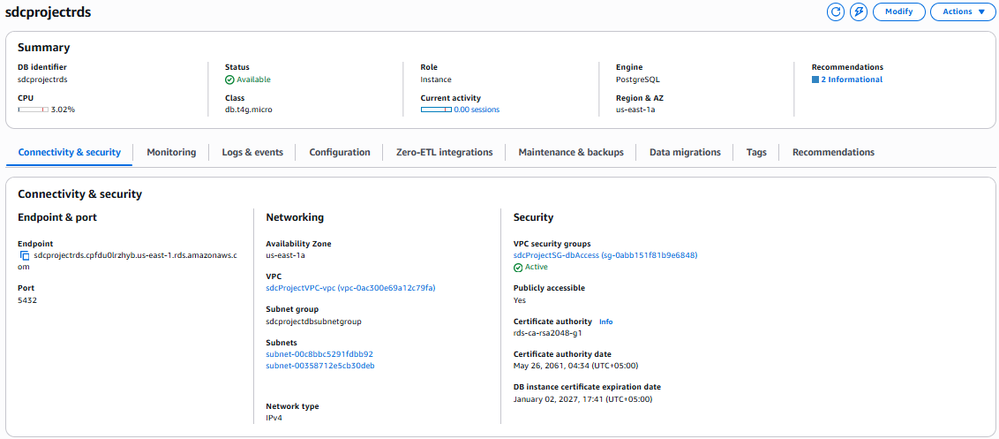 sdcprojectrds
Modify
Actions
Summary
DB identifier
sdcprojectrds
Status
Available
Role
Instance
Engine
PostgreSQL
Recommendations
2 Informational
CPU
3.02%
Class
db.t4g.micro
Current activity
0.00 sessions
Region & AZ
us-east-1a
Connectivity & security
Monitoring
Logs & events
Configuration
Zero-ETL integrations
Maintenance & backups
Data migrations
Tags
Recommendations
Connectivity & security
Endpoint & port
Endpoint
sdcprojectrds.cpfdu0lrzhyb.us-east-1.rds.amazonaws.c
om
Port
5432
Networking
Availability Zone
us-east-1a
VPC
sdcProjectVPC-vpc (vpc-0ac300e69a12c79fa)
Subnet group
sdcprojectdbsubnetgroup
Subnets
subnet-00c8bbc5291fdbb92
subnet-00358712e5cb30deb
Network type
IPv4
Security
VPC security groups
sdcProjectSG-dbAccess (sg-0abb151f81b9e6848)
Active
Publicly accessible
Yes
Certificate authority Info
rds-ca-rsa2048-g1
Certificate authority date
May 26, 2061, 04:34 (UTC+05:00)
DB instance certificate expiration date
January 02, 2027, 17:41 (UTC+05:00)